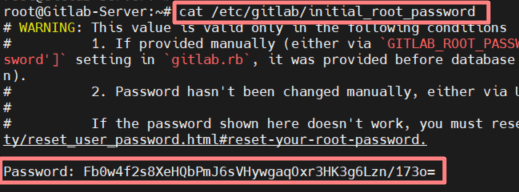 root@Gitlab-Server:~# cat /etc/gitlab/initial_root_password
# WARNING: This value is valid only in the following conditions
# 1. If provided manually (either via `GITLAB_ROOT_PASSW
sword']` setting in `gitlab.rb`, it was provided before database
n).
# 2. Password hasn't been changed manually, either via U
#
# If the password shown here doesn't work, you must rese
ty/reset_user_password.html#reset-your-root-password.
Password: Fb0w4f2s8XeHQbPmJ6sVHywgaqOxr3HK3g6Lzn/173o=